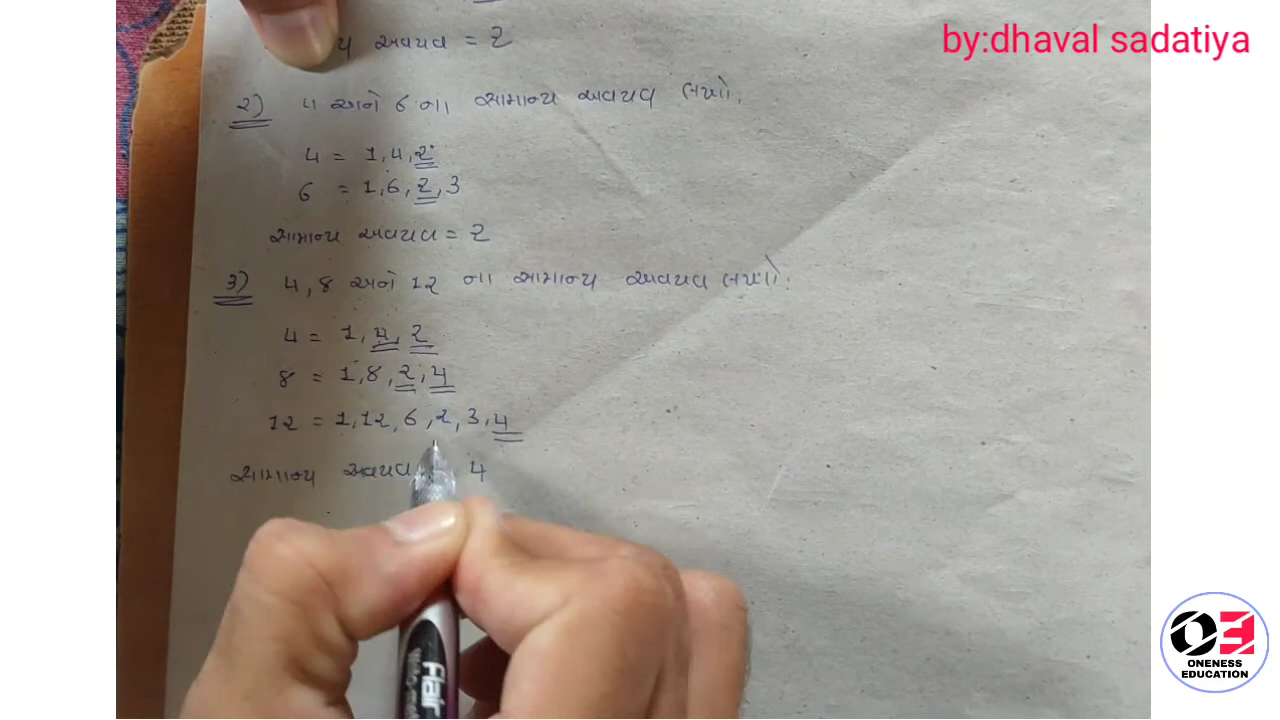 by:dhaval sadatiya
અવયવ = 2
2) 4 અને 6 ના સામાન્ય અવયવ લખો.
4 = 1, 4, 2
6 = 1, 6, 2, 3
સામાન્ય અવયવ = 2
3) 4, 8 અને 12 ના સામાન્ય અવયવ લખો.
4 = 1, 4, 2
8 = 1, 8, 2, 4
12 = 1, 12, 6, 2, 3, 4
સામાન્ય અવયવ 4
Flair
OE
ONENESS
EDUCATION